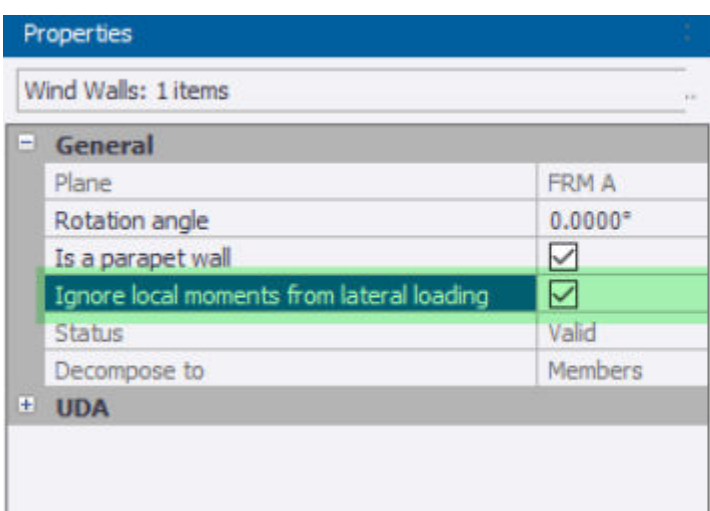 Properties
Wind Walls: 1 items
General
Plane FRM A
Rotation angle 0.0000°
Is a parapet wall
Ignore local moments from lateral loading
Status Valid
Decompose to Members
UDA